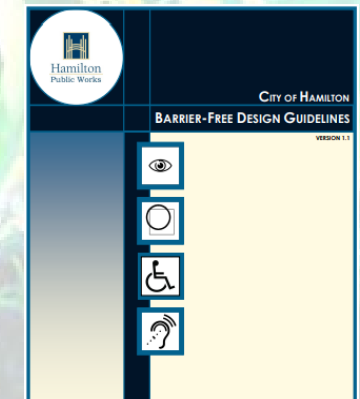 Hamilton
Public Works
CITY OF HAMILTON
BARRIER-FREE DESIGN GUIDELINES
VERSION 1.1